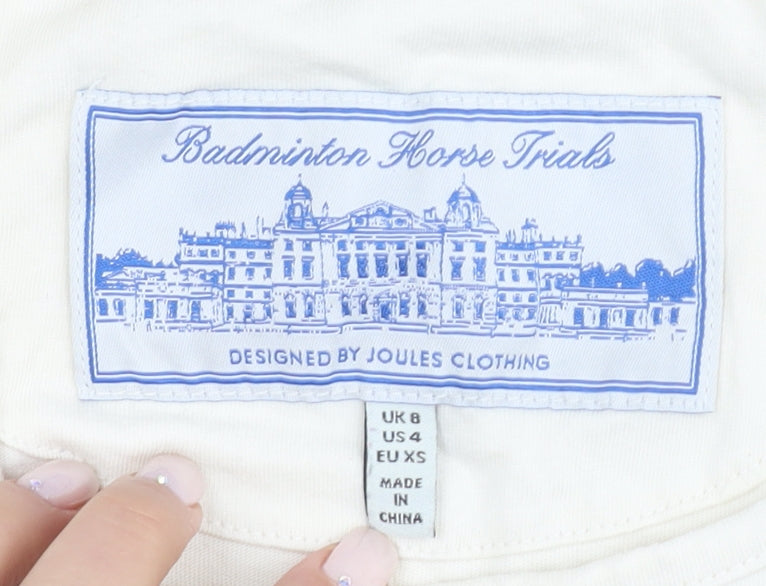 Badminton Horse Trials
DESIGNED BY JOULES CLOTHING
UK 8
US 4
EU XS
MADE
IN
CHINA